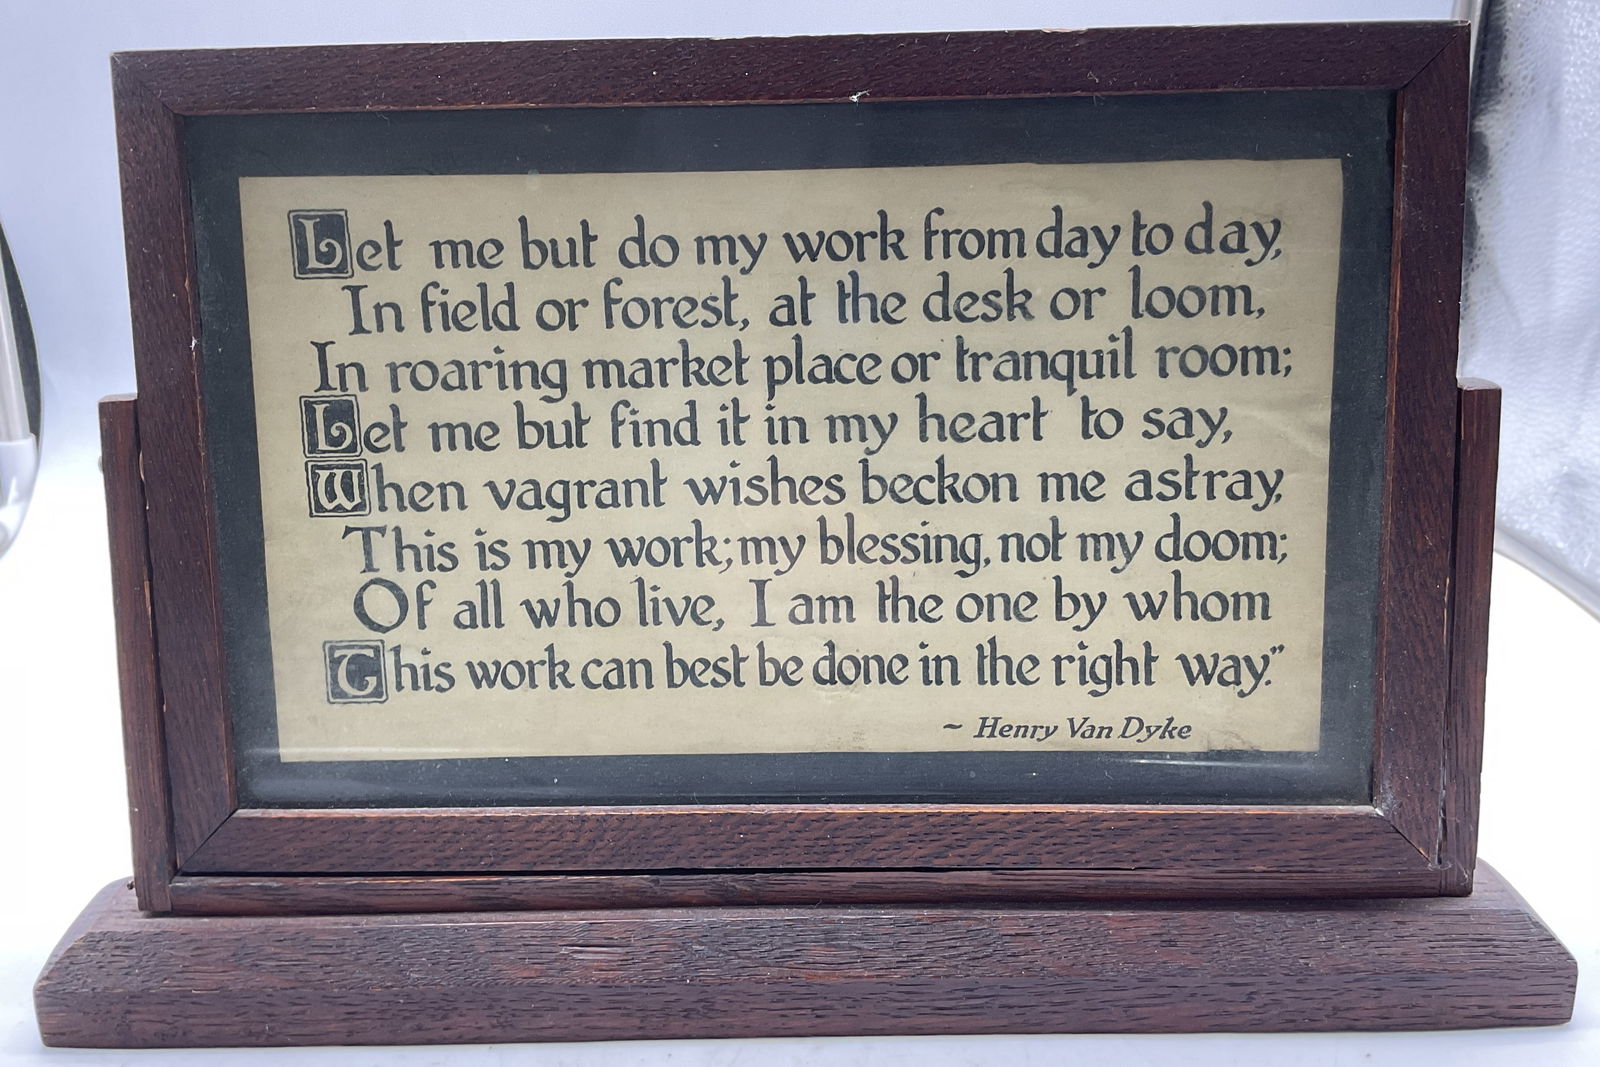 Let me but do my work from day to day,
In field or forest, at the desk or loom,
In roaring market place or tranquil room;
Let me but find it in my heart to say,
When vagrant wishes beckon me astray,
This is my work; my blessing, not my doom;
Of all who live, I am the one by whom
This work can best be done in the right way."
~ Henry Van Dyke